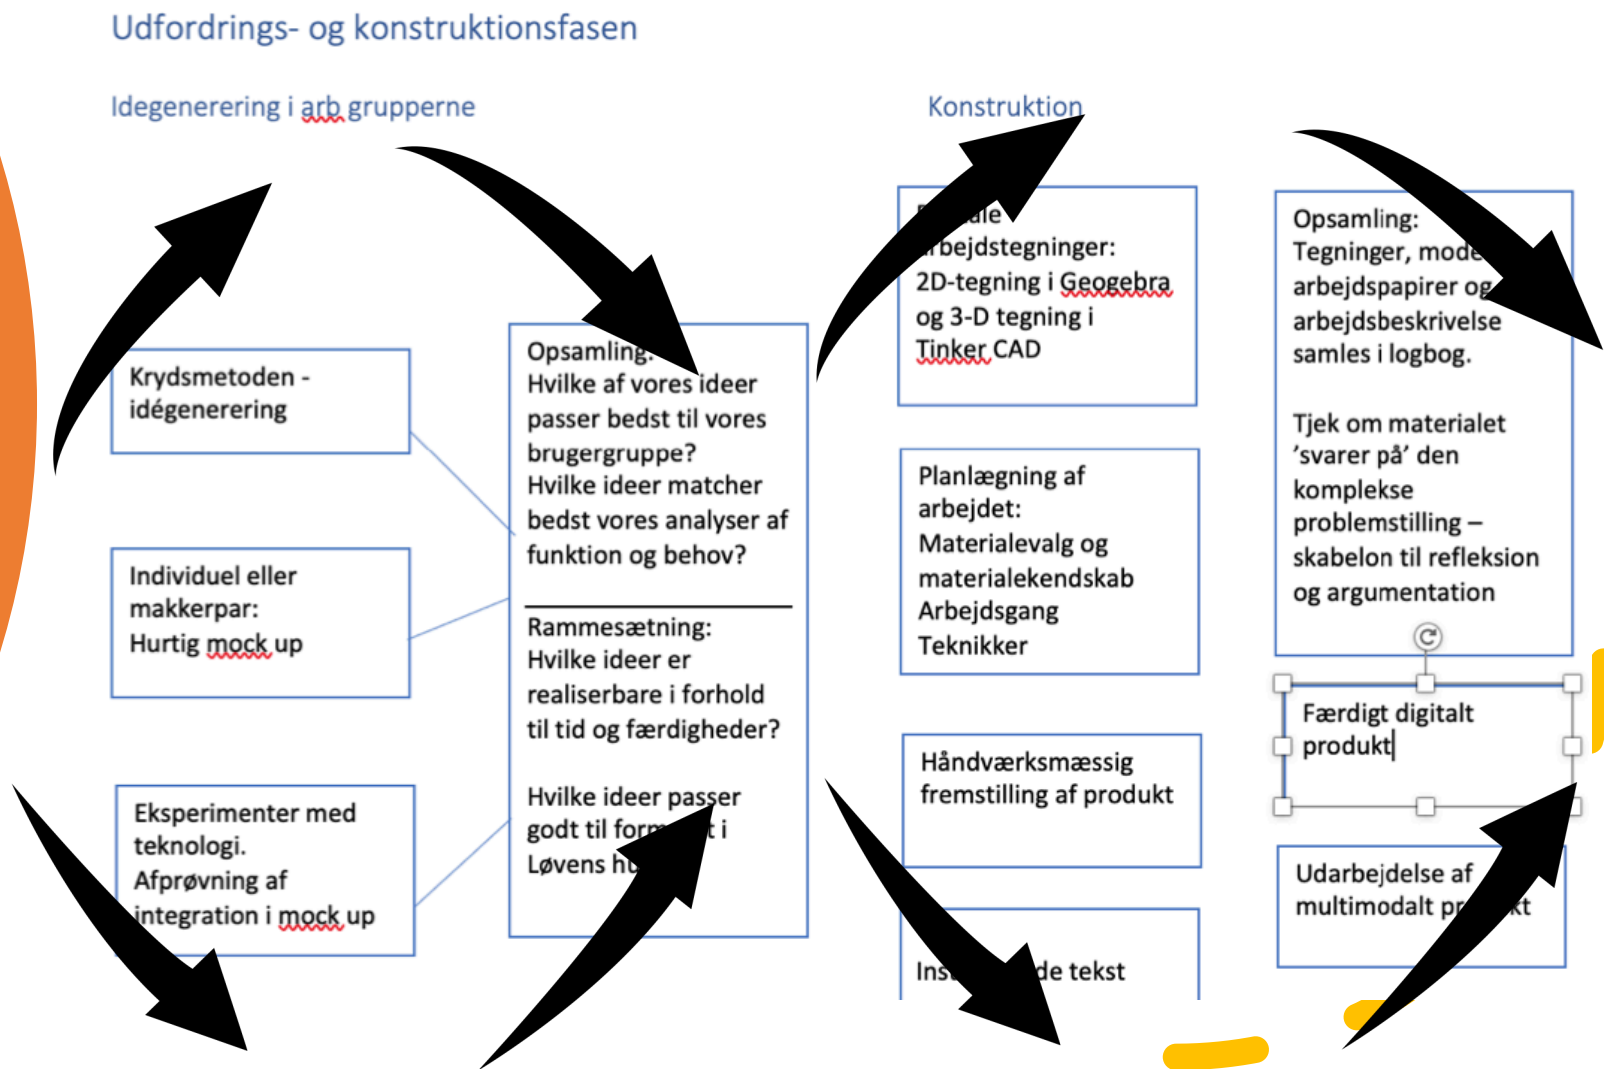 Udfordrings- og konstruktionsfasen
Idegenerering i arb grupperne
Krydsmetoden -
idégenerering
Individuel eller
makkerpar:
Hurtig mock up
Eksperimenter med
teknologi.
Afprøvning af
integration i mock up
Opsamling:
Hvilke af vores ideer
passer bedst til vores
brugergruppe?
Hvilke ideer matcher
bedst vores analyser af
funktion og behov?
Rammesætning:
Hvilke ideer er
realiserbare i forhold
til tid og færdigheder?
Hvilke ideer passer
godt til i
Løvens
Konstruktion
arbejdstegninger:
2D-tegning i Geogebra
og 3-D tegning i
Tinker CAD
Planlægning af
arbejdet:
Materialevalg og
materialekendskab
Arbejdsgang
Teknikker
Håndværksmæssig
fremstilling af produkt
tekst
Opsamling:
Tegninger,
arbejdspapirer og
arbejdsbeskrivelse
samles i logbog.
Tjek om materialet
’svarer på’ den
komplekse
problemstilling –
skabelon til refleksion
og argumentation
Færdigt digitalt
produkt
Udarbejdelse af
multimodalt